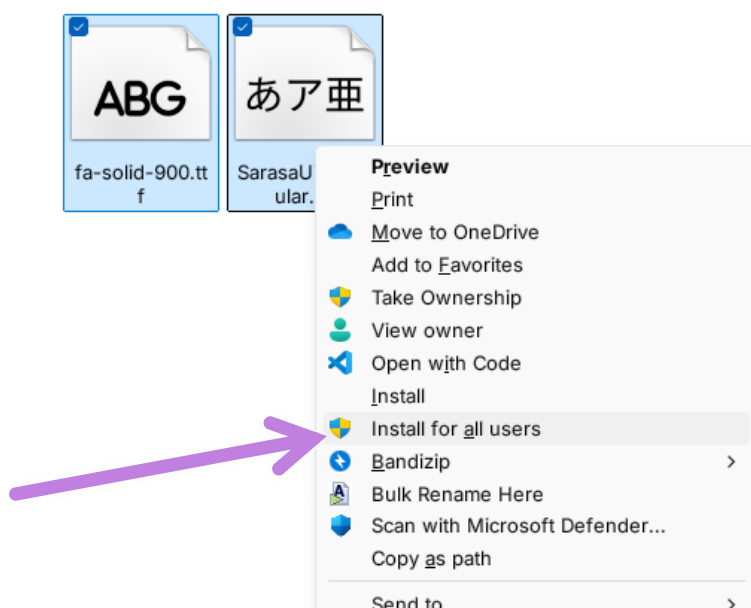 ABG
あア亜
fa-solid-900.tt
f
SarasaU
ular.
Preview
Print
Move to OneDrive
Add to Favorites
Take Ownership
View owner
Open with Code
Install
Install for all users
Bandizip
Bulk Rename Here
Scan with Microsoft Defender...
Copy as path
Send to